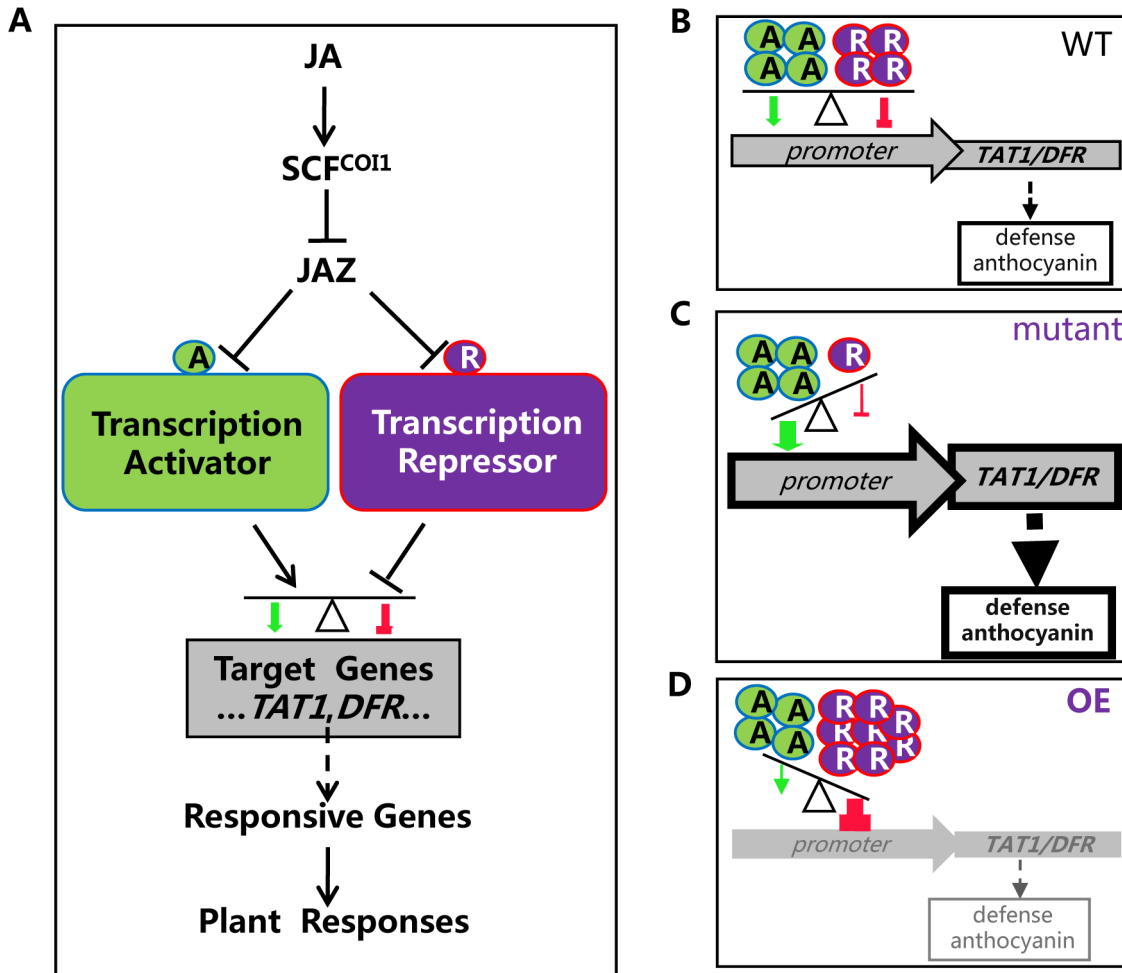 A
JA
SCF^COI1
JAZ
A
R
Transcription
Activator
Transcription
Repressor
Target Genes
...TAT1,DFR...
Responsive Genes
Plant Responses
B
WT
A A R R
A A R R
promoter
TAT1/DFR
defense
anthocyanin
C
mutant
A A R
A A
promoter
TAT1/DFR
defense
anthocyanin
D
OE
A A R R R
A A R R R
R R
promoter
TAT1/DFR
defense
anthocyanin